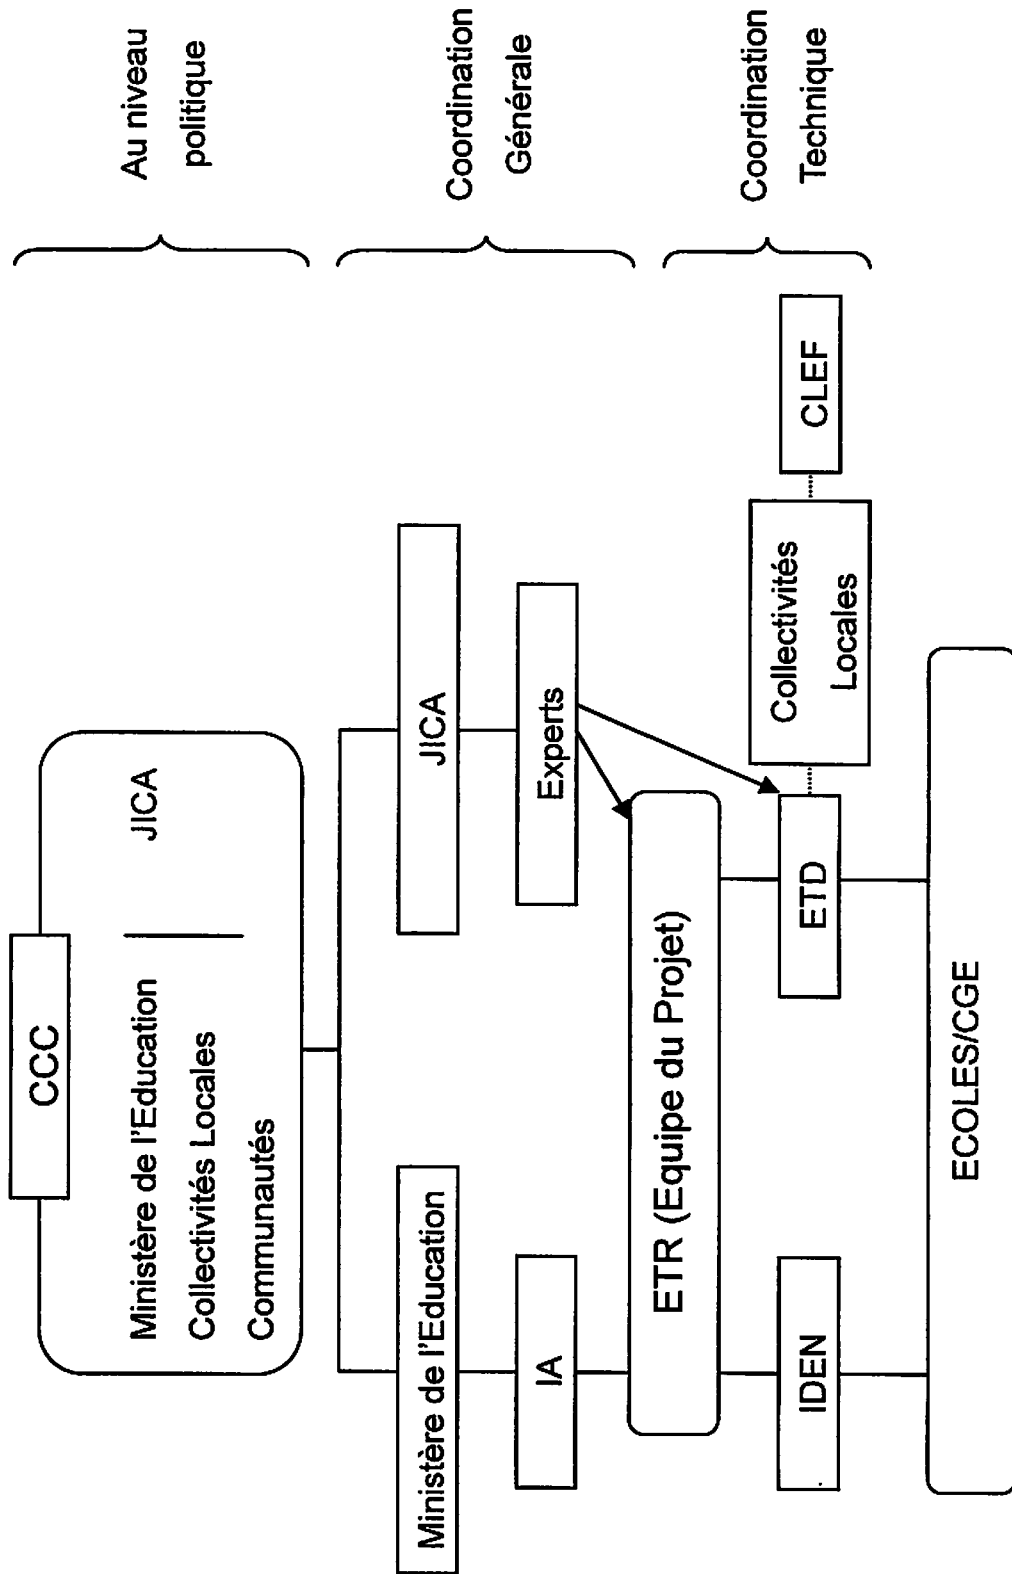 CCC
Ministère de l'Education
JICA
Collectivités Locales
Communautés
Au niveau
politique
Ministère de l'Education
JICA
IA
Experts
Coordination
Générale
ETR (Equipe du Projet)
IDEN
ETD
Collectivités
Locales
CLEF
Coordination
Technique
ECOLES/CGE